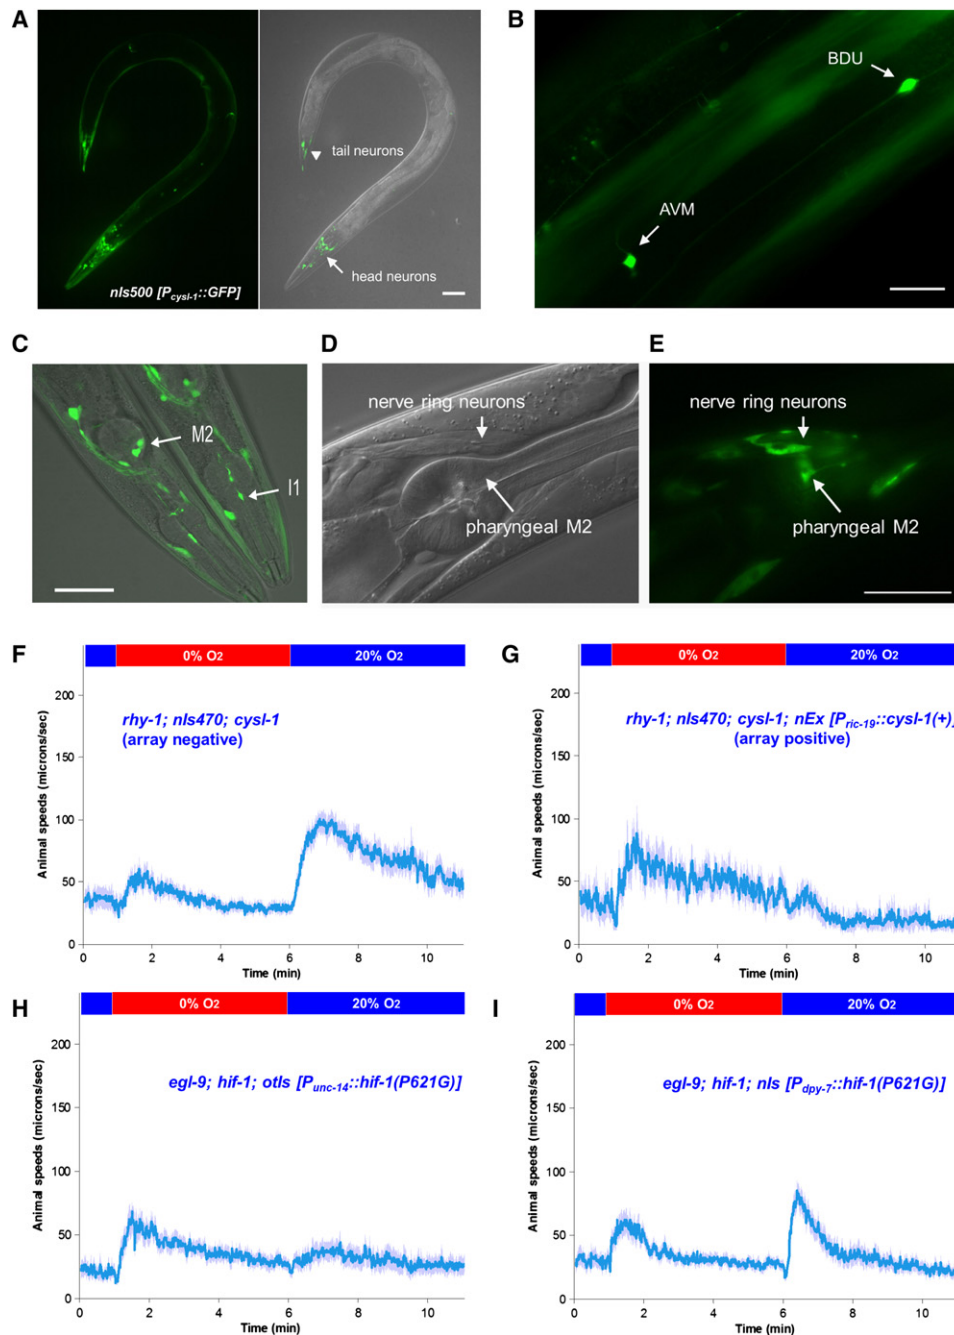 A
tail neurons
head neurons
nIs500 [Pcysl-1::GFP]
B
BDU
AVM
C
M2
I1
D
nerve ring neurons
pharyngeal M2
E
nerve ring neurons
pharyngeal M2
F
0% O2 20% O2
200
150
100
50
0
Animal speeds (microns/sec)
rhy-1; nIs470; cysl-1
(array negative)
0 2 4 6 8 10
Time (min)
G
0% O2 20% O2
200
150
100
50
0
Animal speeds (microns/sec)
rhy-1; nIs470; cysl-1; nEx [Pric-19::cysl-1(+)]
(array positive)
0 2 4 6 8 10
Time (min)
H
0% O2 20% O2
200
150
100
50
0
Animal speeds (microns/sec)
egl-9; hif-1; otIs [Punc-14::hif-1(P621G)]
0 2 4 6 8 10
Time (min)
I
0% O2 20% O2
200
150
100
50
0
Animal speeds (microns/sec)
egl-9; hif-1; nIs [Pdpy-7::hif-1(P621G)]
0 2 4 6 8 10
Time (min)